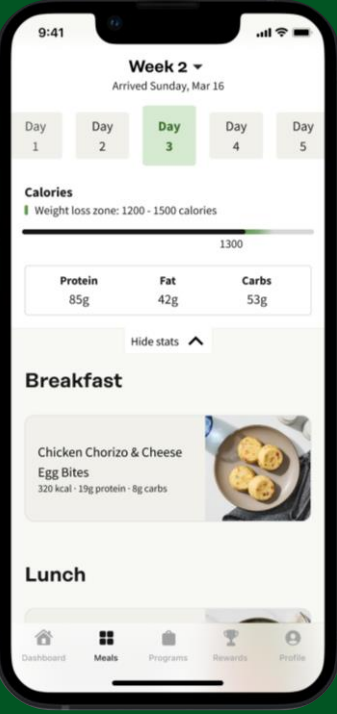 9:41
Week 2
Arrived Sunday, Mar 16
Day Day Day Day Day
1 2 3 4 5
Calories
Weight loss zone: 1200 - 1500 calories
1300
Protein Fat Carbs
85g 42g 53g
Hide stats
Breakfast
Chicken Chorizo & Cheese
Egg Bites
320 kcal · 19g protein · 8g carbs
Lunch
Dashboard Meals Programs Rewards Profile